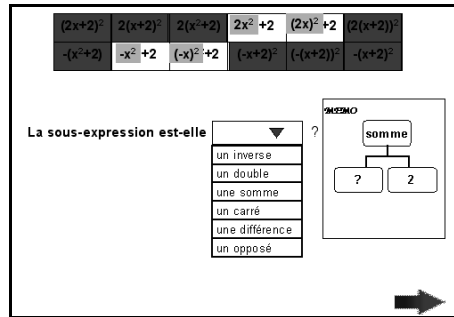 (2x+2)² 2(x+2)² 2(x²+2) 2x² +2 (2x)² +2 (2(x+2))²
-(x²+2) -x² +2 (-x)² +2 (-x+2)² (-(x+2))² -(x+2)²
La sous-expression est-elle ?
un inverse
un double
une somme
un carré
une différence
un opposé
MEMO
somme
? 2